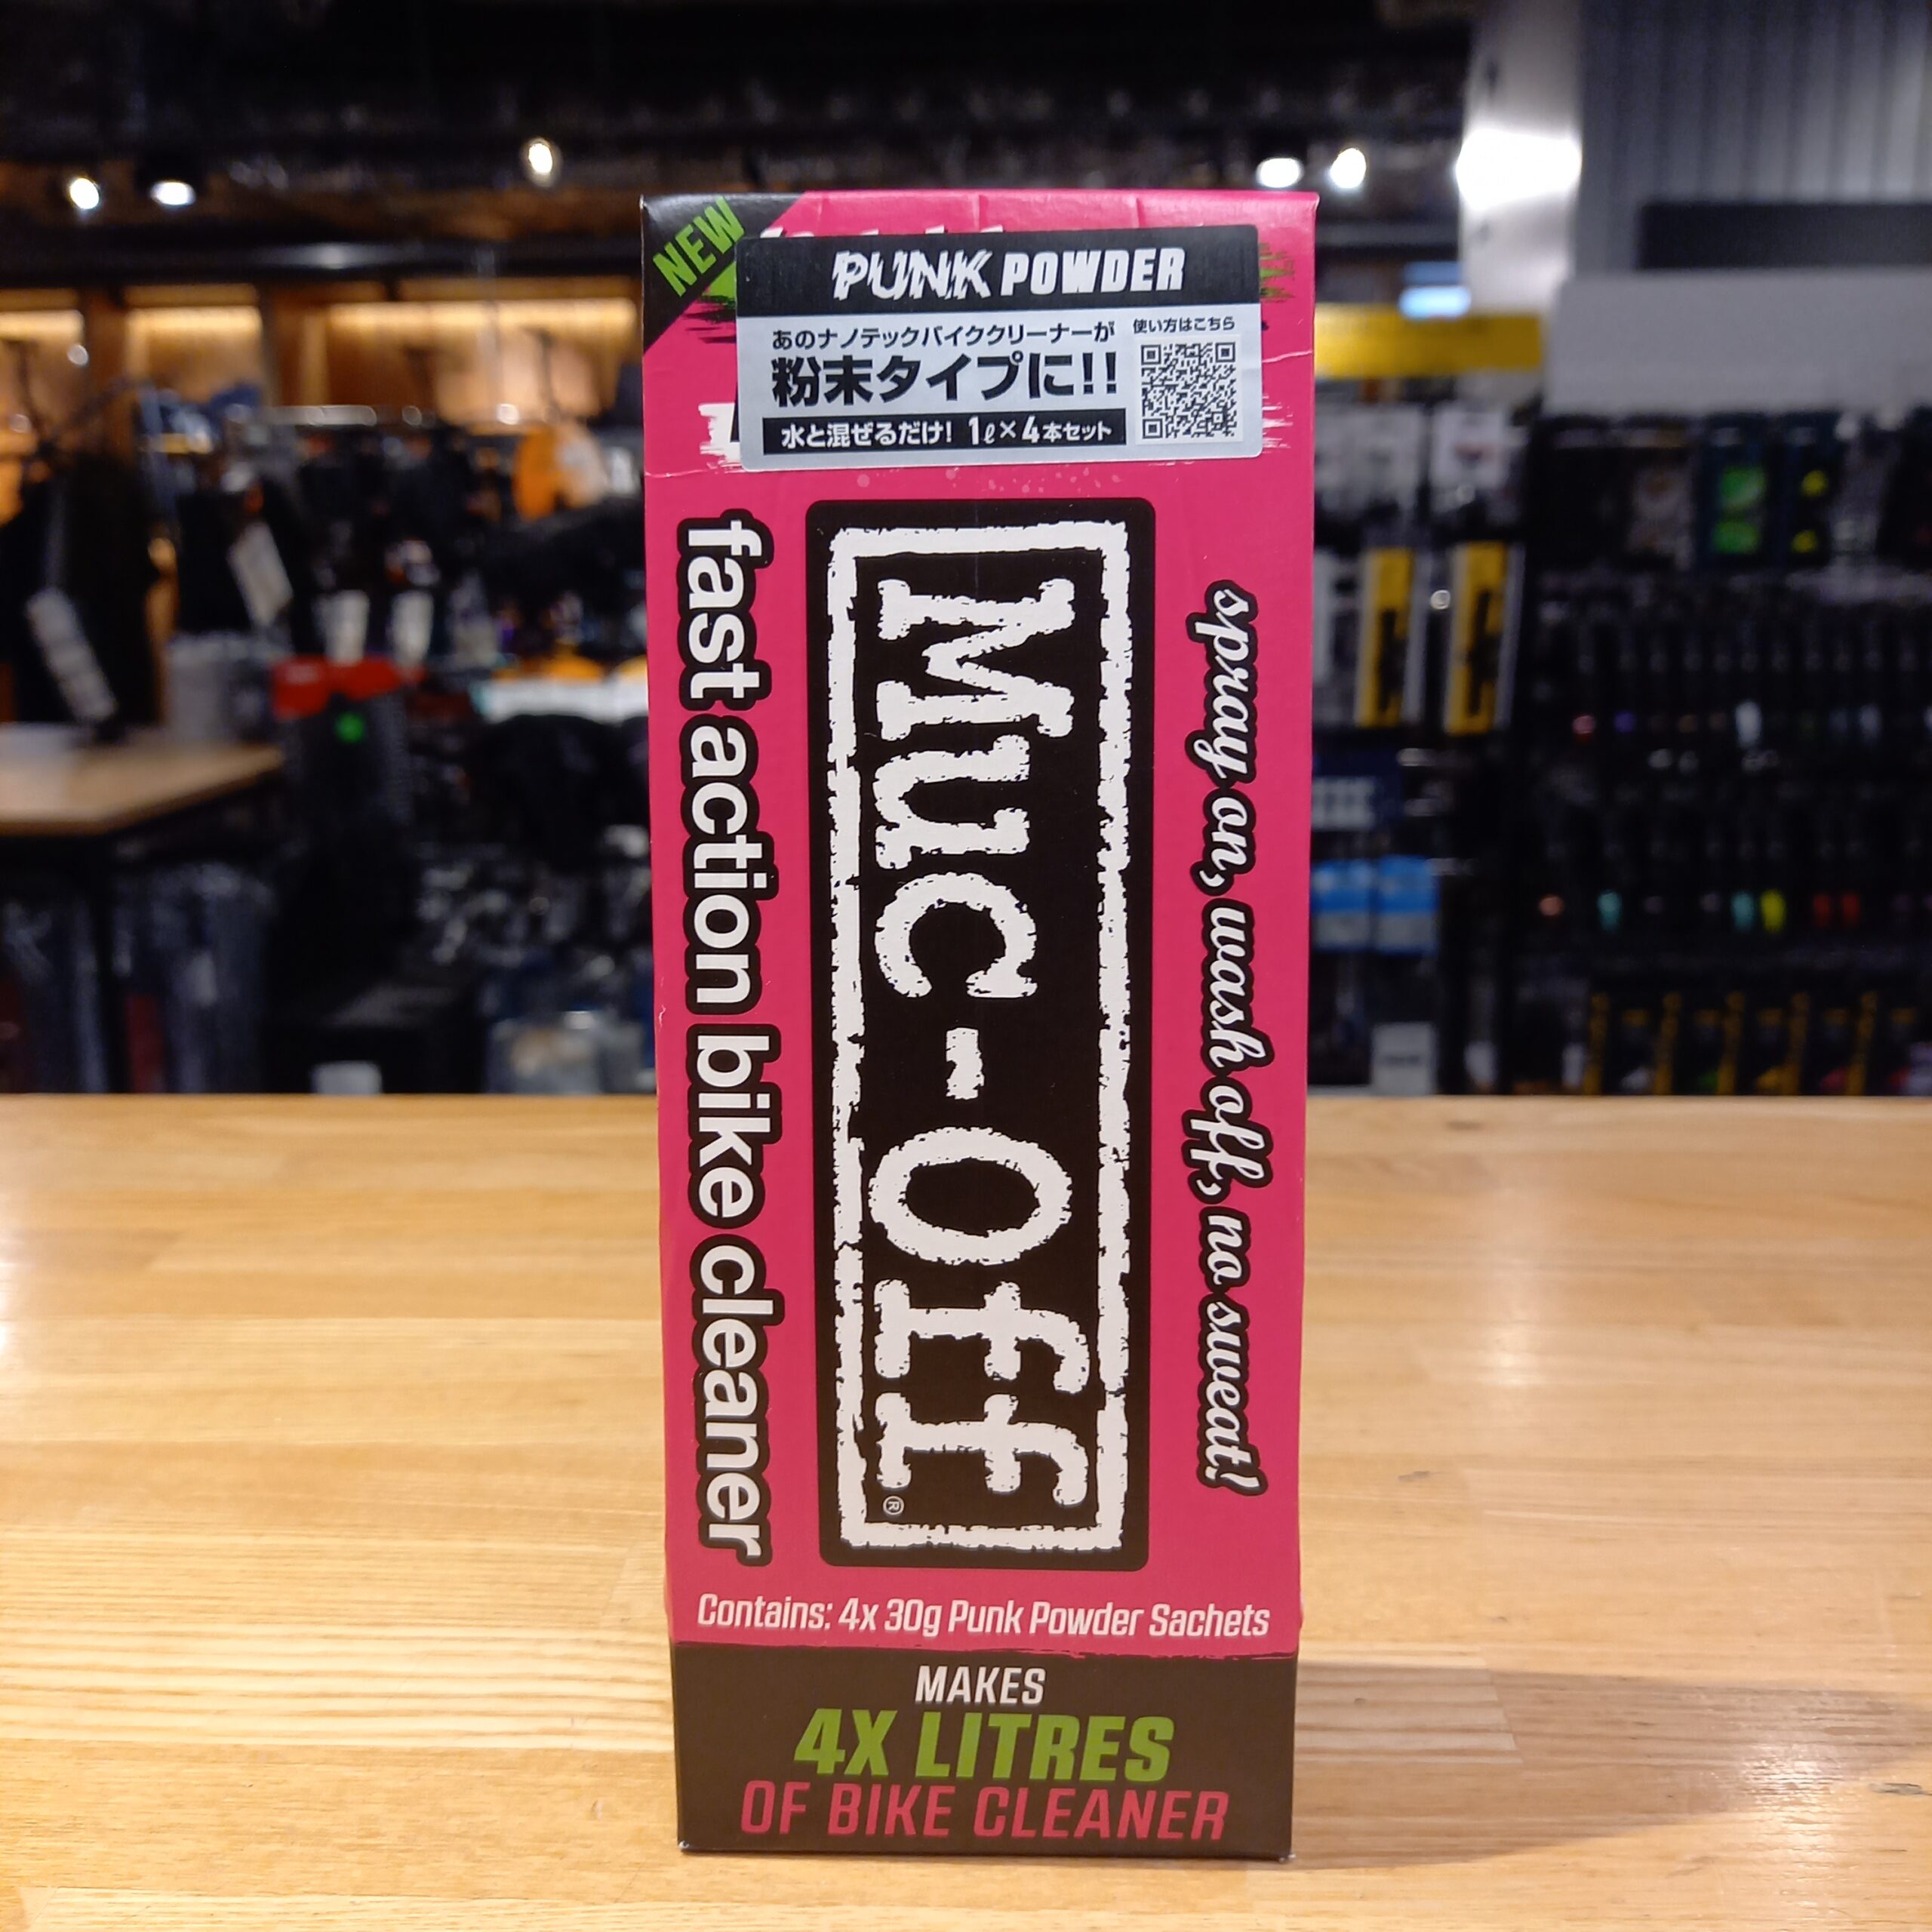 NEW
PUNK POWDER
あのナノテックバイククリーナーが
粉末タイプに!!
水と混ぜるだけ! 1ℓ×4本セット
使い方はこちら
fast action bike cleaner
Muc-Off®
spray on, wash off, no sweat!
Contains: 4x 30g Punk Powder Sachets
MAKES
4X LITRES
OF BIKE CLEANER